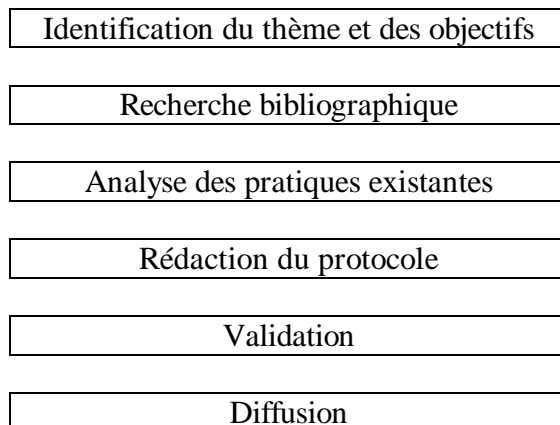 Identification du thème et des objectifs
Recherche bibliographique
Analyse des pratiques existantes
Rédaction du protocole
Validation
Diffusion